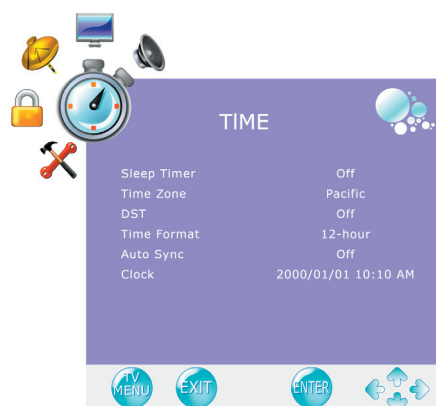 TIME
Sleep Timer Off
Time Zone Pacific
DST Off
Time Format 12-hour
Auto Sync Off
Clock 2000/01/01 10:10 AM
TV MENU EXIT ENTER